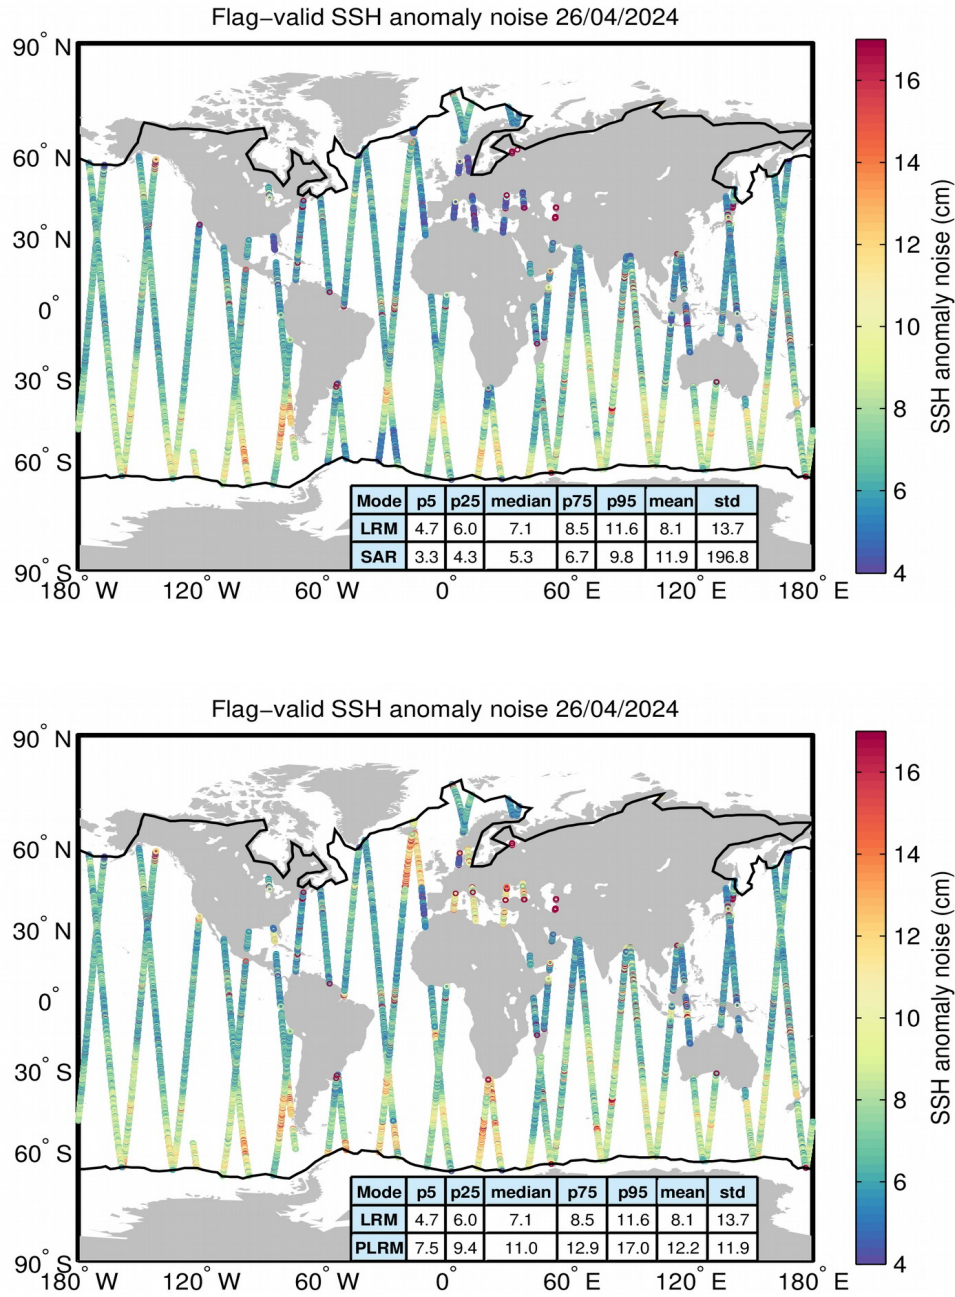 Flag−valid SSH anomaly noise 26/04/2024
90° N
60° N
30° N
0°
30° S
60° S
90° S
180° W
120° W
60° W
0°
60° E
120° E
180° E
16
14
12
10
8
6
4
SSH anomaly noise (cm)
Mode p5 p25 median p75 p95 mean std
LRM 4.7 6.0 7.1 8.5 11.6 8.1 13.7
SAR 3.3 4.3 5.3 6.7 9.8 11.9 196.8
Flag−valid SSH anomaly noise 26/04/2024
90° N
60° N
30° N
0°
30° S
60° S
90° S
180° W
120° W
60° W
0°
60° E
120° E
180° E
16
14
12
10
8
6
4
SSH anomaly noise (cm)
Mode p5 p25 median p75 p95 mean std
LRM 4.7 6.0 7.1 8.5 11.6 8.1 13.7
PLRM 7.5 9.4 11.0 12.9 17.0 12.2 11.9